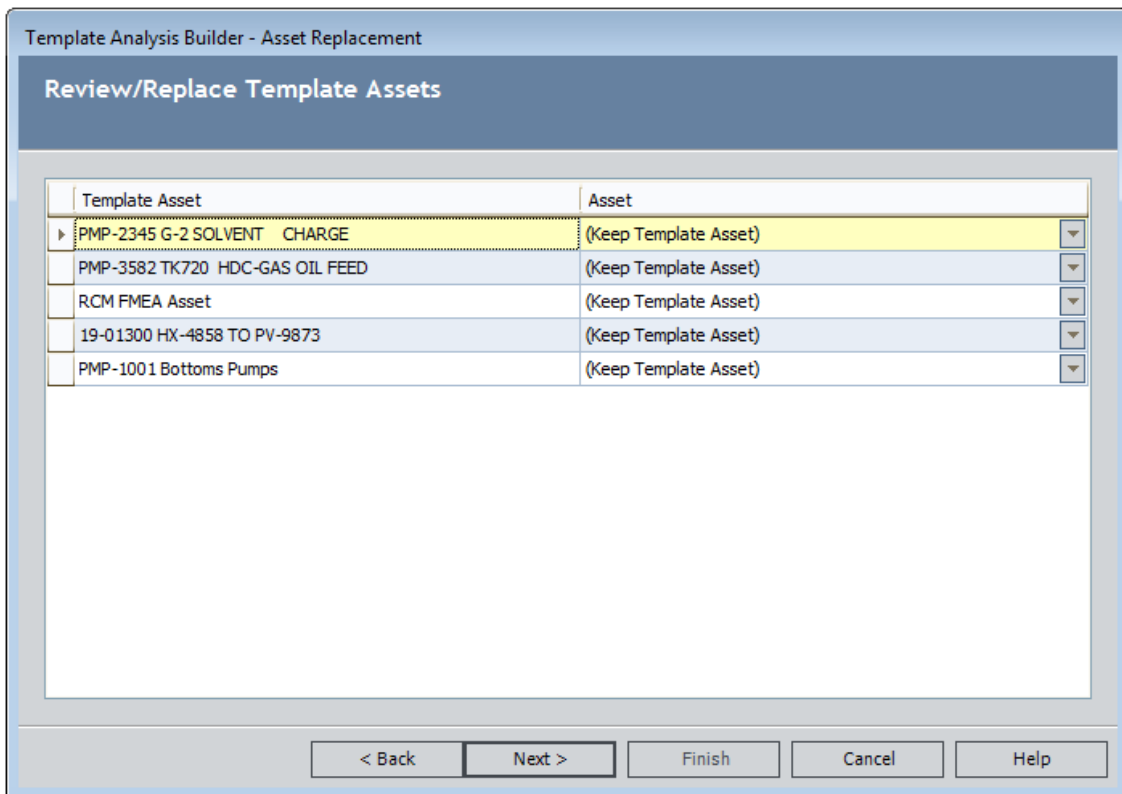 Template Analysis Builder - Asset Replacement
Review/Replace Template Assets
Template Asset Asset
PMP-2345 G-2 SOLVENT    CHARGE (Keep Template Asset)
PMP-3582 TK720  HDC-GAS OIL FEED (Keep Template Asset)
RCM FMEA Asset (Keep Template Asset)
19-01300 HX-4858 TO PV-9873 (Keep Template Asset)
PMP-1001 Bottoms Pumps (Keep Template Asset)
< Back Next > Finish Cancel Help